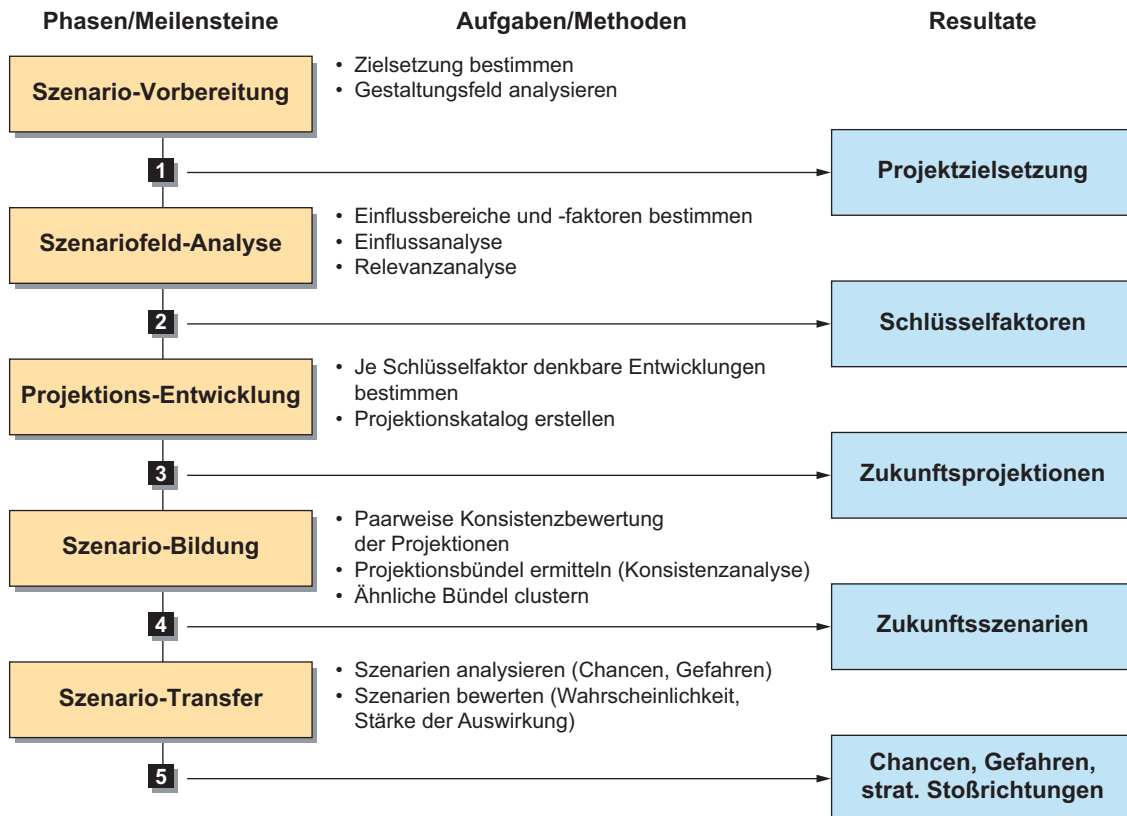 Phasen/Meilensteine
Aufgaben/Methoden
Resultate
Szenario-Vorbereitung
• Zielsetzung bestimmen
• Gestaltungsfeld analysieren
1
Projektzielsetzung
Szenariofeld-Analyse
• Einflussbereiche und -faktoren bestimmen
• Einflussanalyse
• Relevanzanalyse
2
Schlüsselfaktoren
Projektions-Entwicklung
• Je Schlüsselfaktor denkbare Entwicklungen
bestimmen
• Projektionskatalog erstellen
3
Zukunftsprojektionen
Szenario-Bildung
• Paarweise Konsistenzbewertung
der Projektionen
• Projektionsbündel ermitteln (Konsistenzanalyse)
• Ähnliche Bündel clustern
4
Zukunftsszenarien
Szenario-Transfer
• Szenarien analysieren (Chancen, Gefahren)
• Szenarien bewerten (Wahrscheinlichkeit,
Stärke der Auswirkung)
5
Chancen, Gefahren,
strat. Stoßrichtungen